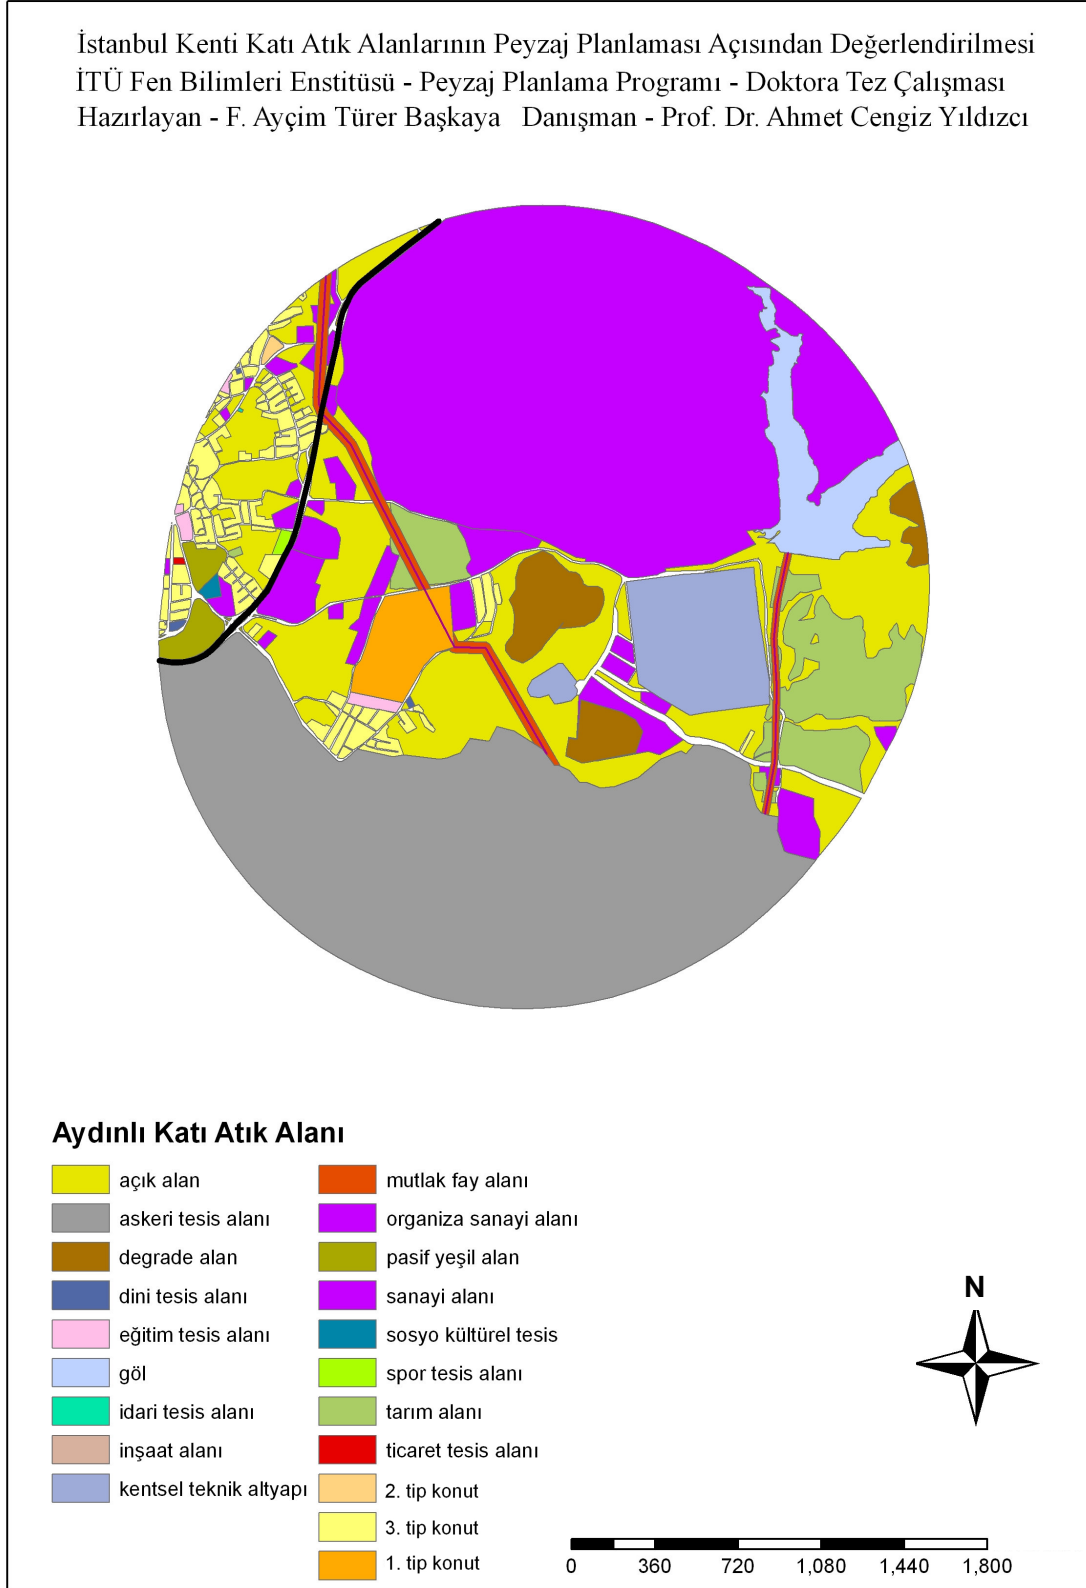 İstanbul Kenti Katı Atık Alanlarının Peyzaj Planlaması Açısından Değerlendirilmesi
İTÜ Fen Bilimleri Enstitüsü - Peyzaj Planlama Programı - Doktora Tez Çalışması
Hazırlayan - F. Ayçim Türer Başkaya   Danışman - Prof. Dr. Ahmet Cengiz Yıldızcı
Aydınlı Katı Atık Alanı
açık alan
askeri tesis alanı
degrade alan
dini tesis alanı
eğitim tesis alanı
göl
idari tesis alanı
inşaat alanı
kentsel teknik altyapı
mutlak fay alanı
organiza sanayi alanı
pasif yeşil alan
sanayi alanı
sosyo kültürel tesis
spor tesis alanı
tarım alanı
ticaret tesis alanı
2. tip konut
3. tip konut
1. tip konut
N
0 360 720 1,080 1,440 1,800